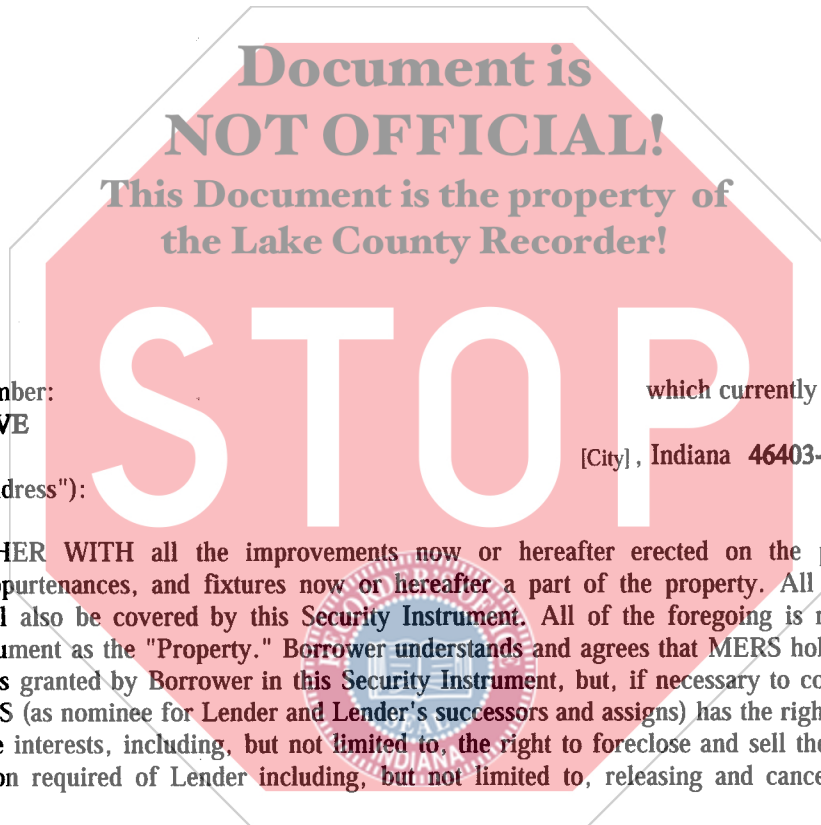 Document is
NOT OFFICIAL!
This Document is the property of
the Lake County Recorder!
STOP
mber: which currently
VE
[City], Indiana 46403-
dress"):
HER WITH all the improvements now or hereafter erected on the p
purtenances, and fixtures now or hereafter a part of the property. All
l also be covered by this Security Instrument. All of the foregoing is r
ument as the "Property." Borrower understands and agrees that MERS hol
s granted by Borrower in this Security Instrument, but, if necessary to co
S (as nominee for Lender and Lender's successors and assigns) has the righ
e interests, including, but not limited to, the right to foreclose and sell the
on required of Lender including, but not limited to, releasing and cance
RECORDER'S OFFICE
SEAL
INDIANA